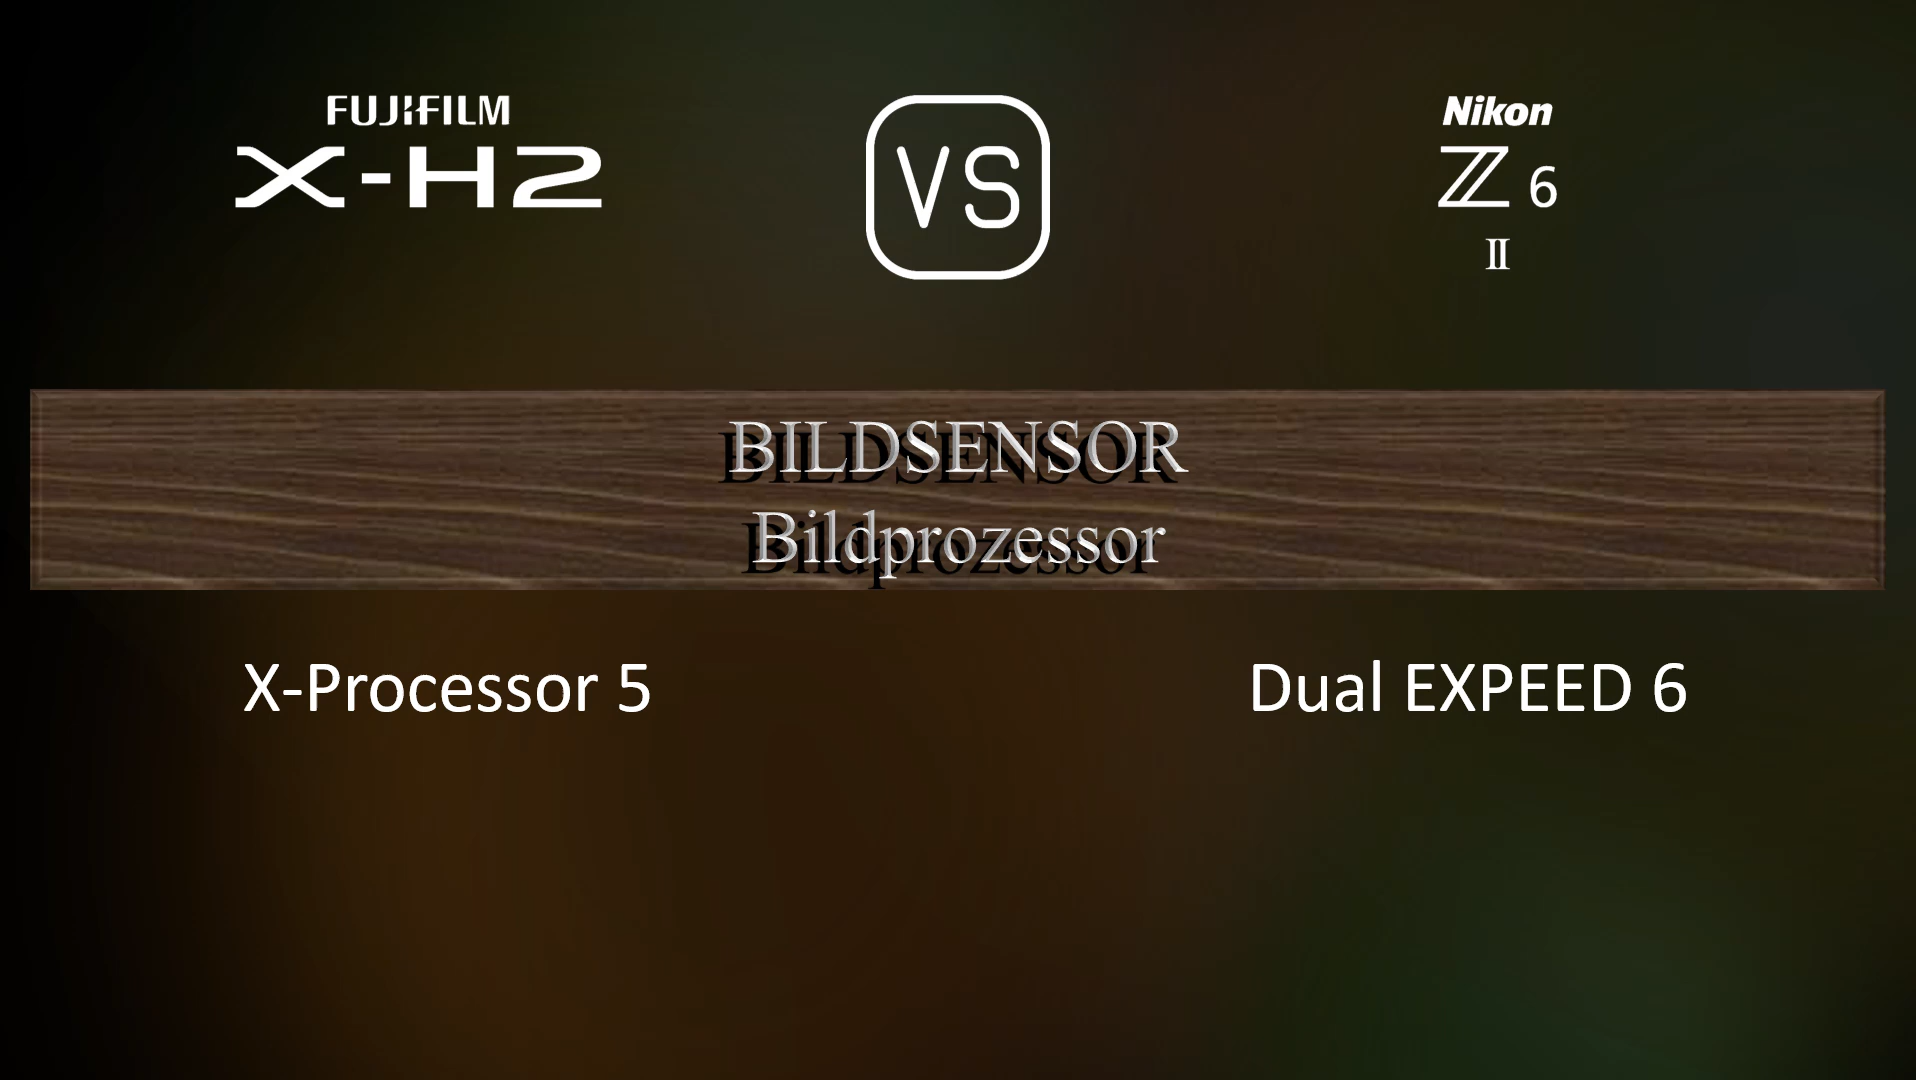 FUJIFILM
X-H2
VS
Nikon
Z 6
II
BILDSENSOR
Bildprozessor
X-Processor 5
Dual EXPEED 6